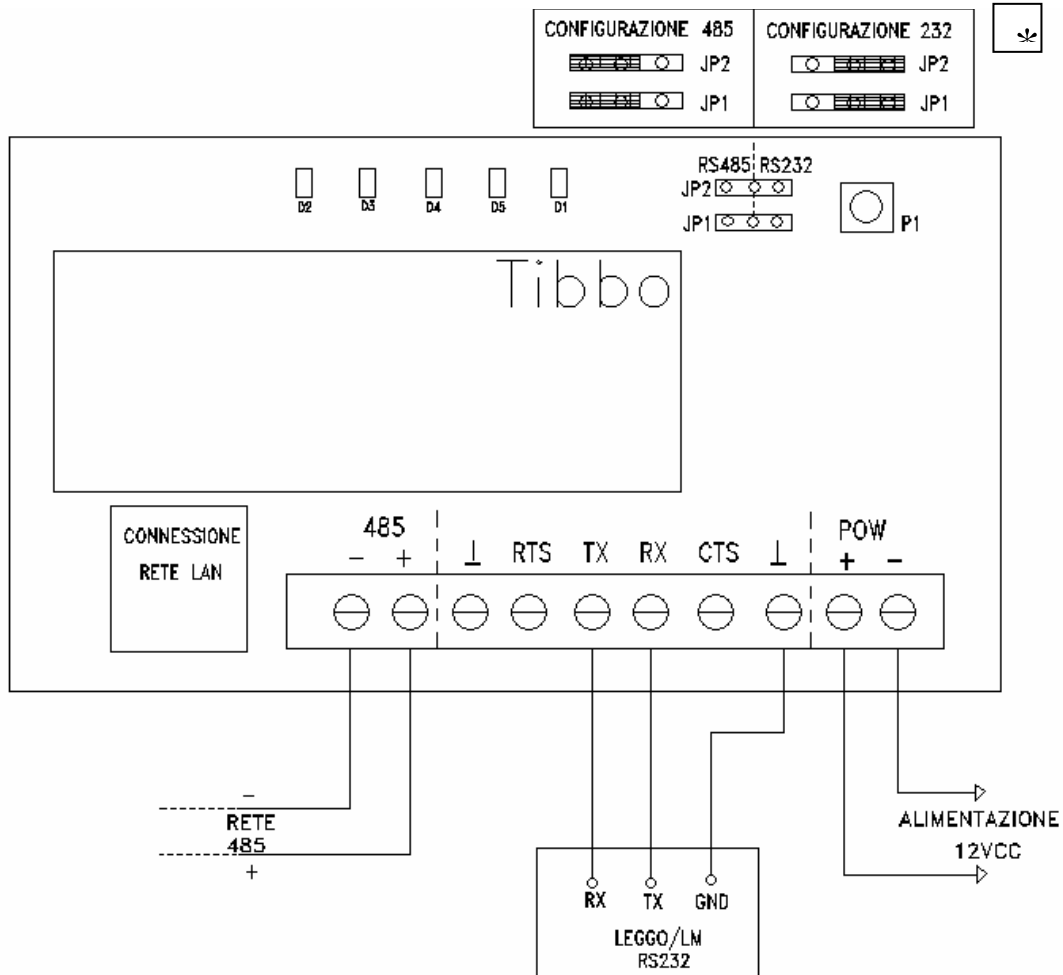 CONFIGURAZIONE 485
JP2
JP1
CONFIGURAZIONE 232
JP2
JP1
*
D2 D3 D4 D5 D1
RS485 RS232
JP2
JP1
P1
Tibbo
CONNESSIONE
RETE LAN
485
- +
⊥ RTS TX RX CTS ⊥
POW
+ -
-
RETE
485
+
RX TX GND
LEGGO/LM
RS232
ALIMENTAZIONE
12VCC